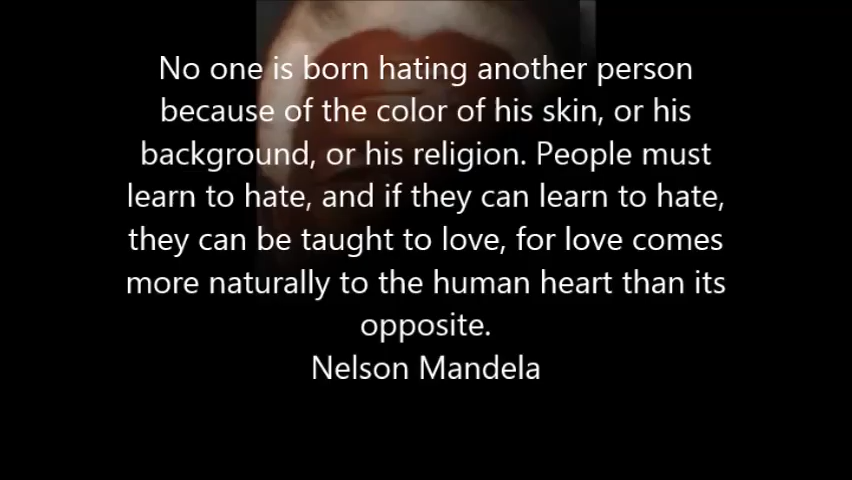 No one is born hating another person
because of the color of his skin, or his
background, or his religion. People must
learn to hate, and if they can learn to hate,
they can be taught to love, for love comes
more naturally to the human heart than its
opposite.
Nelson Mandela